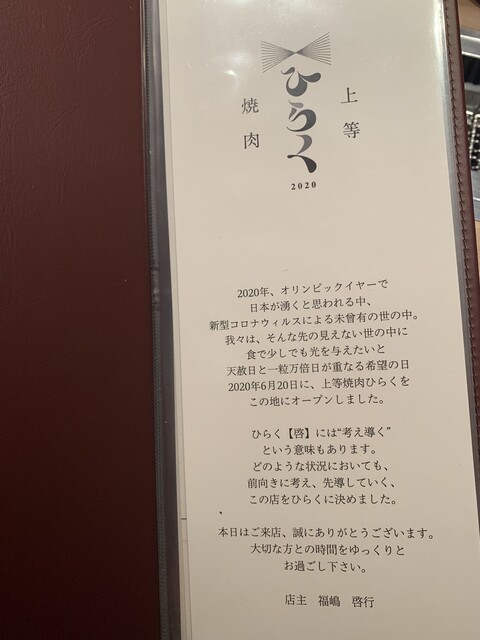 上等
焼肉
ひらく
2020
2020年、オリンピックイヤーで
日本が湧くと思われる中、
新型コロナウィルスによる未曾有の世の中。
我々は、そんな先の見えない世の中に
食で少しでも光を与えたいと
天赦日と一粒万倍日が重なる希望の日
2020年6月20日に、上等焼肉ひらくを
この地にオープンしました。
ひらく【啓】には“考え導く”
という意味もあります。
どのような状況においても、
前向きに考え、先導していく、
この店をひらくに決めました。
本日はご来店、誠にありがとうございます。
大切な方との時間をゆっくりと
お過ごし下さい。
店主　福嶋　啓行